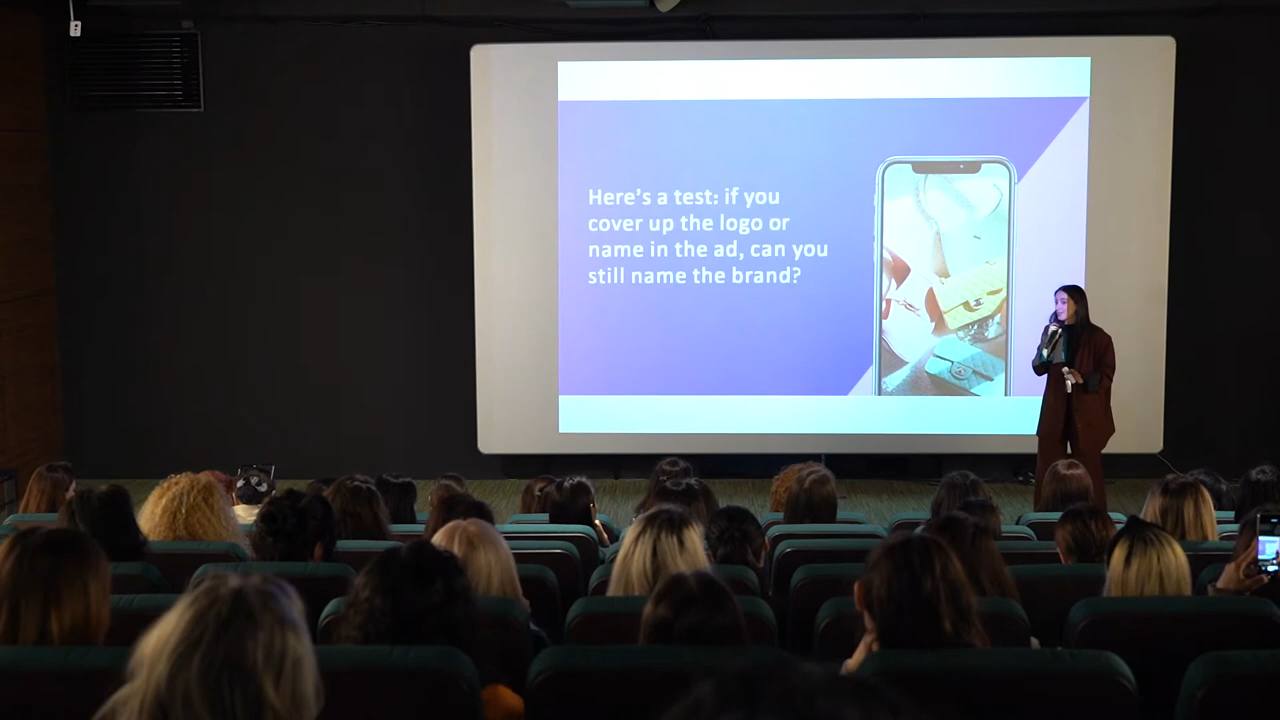 Here's a test: if you
cover up the logo or
name in the ad, can you
still name the brand?